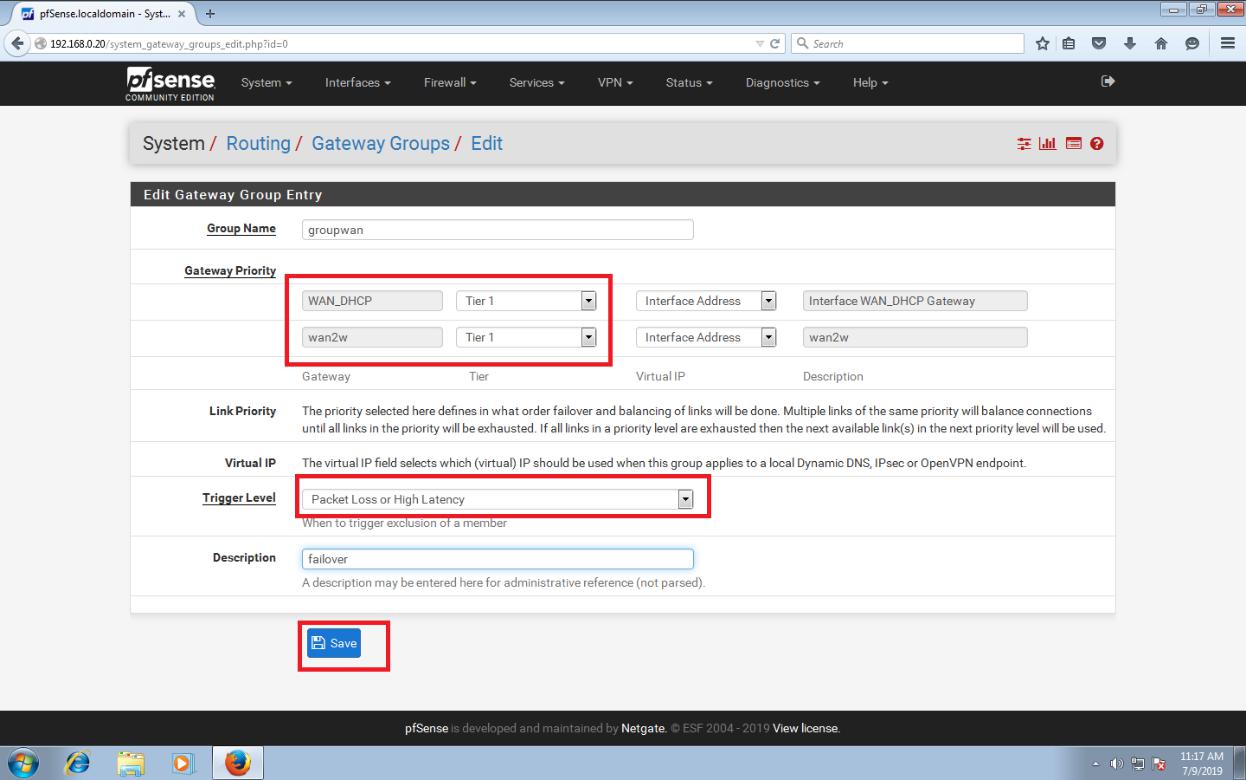 pfSense.localdomain - Syst...
192.168.0.20/system_gateway_groups_edit.php?id=0
Search
pfsense
COMMUNITY EDITION
System
Interfaces
Firewall
Services
VPN
Status
Diagnostics
Help
System / Routing / Gateway Groups / Edit
Edit Gateway Group Entry
Group Name
groupwan
Gateway Priority
WAN_DHCP Tier 1 Interface Address Interface WAN_DHCP Gateway
wan2w Tier 1 Interface Address wan2w
Gateway Tier Virtual IP Description
Link Priority
The priority selected here defines in what order failover and balancing of links will be done. Multiple links of the same priority will balance connections
until all links in the priority will be exhausted. If all links in a priority level are exhausted then the next available link(s) in the next priority level will be used.
Virtual IP
The virtual IP field selects which (virtual) IP should be used when this group applies to a local Dynamic DNS, IPsec or OpenVPN endpoint.
Trigger Level
Packet Loss or High Latency
When to trigger exclusion of a member
Description
failover
A description may be entered here for administrative reference (not parsed).
Save
pfSense is developed and maintained by Netgate. © ESF 2004 - 2019 View license.
11:17 AM
7/9/2019